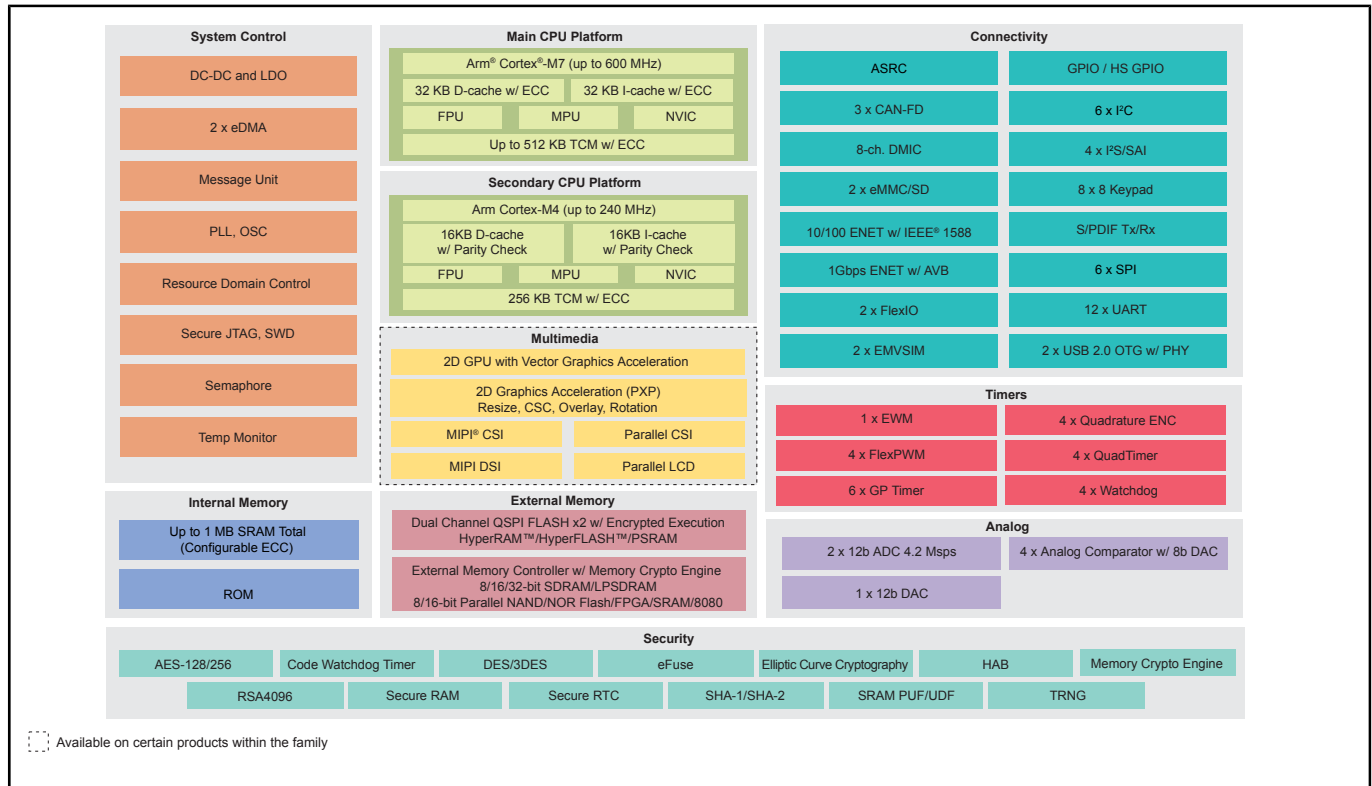 System Control
DC-DC and LDO
2 x eDMA
Message Unit
PLL, OSC
Resource Domain Control
Secure JTAG, SWD
Semaphore
Temp Monitor
Main CPU Platform
Arm® Cortex®-M7 (up to 600 MHz)
32 KB D-cache w/ ECC
32 KB I-cache w/ ECC
FPU
MPU
NVIC
Up to 512 KB TCM w/ ECC
Secondary CPU Platform
Arm Cortex-M4 (up to 240 MHz)
16KB D-cache
w/ Parity Check
16KB I-cache
w/ Parity Check
FPU
MPU
NVIC
256 KB TCM w/ ECC
Multimedia
2D GPU with Vector Graphics Acceleration
2D Graphics Acceleration (PXP)
Resize, CSC, Overlay, Rotation
MIPI® CSI
Parallel CSI
MIPI DSI
Parallel LCD
Connectivity
ASRC
GPIO / HS GPIO
3 x CAN-FD
6 x I²C
8-ch. DMIC
4 x I²S/SAI
2 x eMMC/SD
8 x 8 Keypad
10/100 ENET w/ IEEE® 1588
S/PDIF Tx/Rx
1Gbps ENET w/ AVB
6 x SPI
2 x FlexIO
12 x UART
2 x EMVSIM
2 x USB 2.0 OTG w/ PHY
Timers
1 x EWM
4 x Quadrature ENC
4 x FlexPWM
4 x QuadTimer
6 x GP Timer
4 x Watchdog
Internal Memory
Up to 1 MB SRAM Total
(Configurable ECC)
ROM
External Memory
Dual Channel QSPI FLASH x2 w/ Encrypted Execution
HyperRAM™/HyperFLASH™/PSRAM
External Memory Controller w/ Memory Crypto Engine
8/16/32-bit SDRAM/LPSDRAM
8/16-bit Parallel NAND/NOR Flash/FPGA/SRAM/8080
Analog
2 x 12b ADC 4.2 Msps
4 x Analog Comparator w/ 8b DAC
1 x 12b DAC
Security
AES-128/256
Code Watchdog Timer
DES/3DES
eFuse
Elliptic Curve Cryptography
HAB
Memory Crypto Engine
RSA4096
Secure RAM
Secure RTC
SHA-1/SHA-2
SRAM PUF/UDF
TRNG
Available on certain products within the family